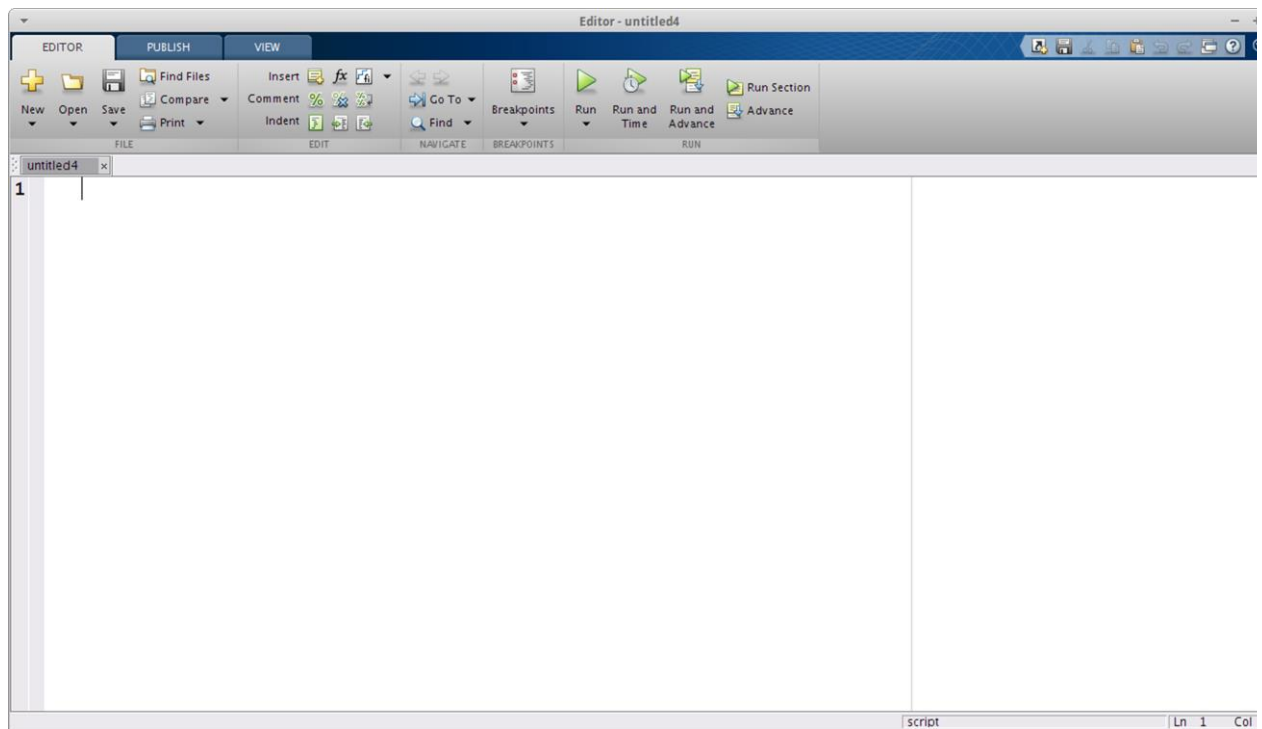 Editor - untitled4
EDITOR PUBLISH VIEW
New Open Save Find Files Compare Print
FILE
Insert fx
Comment %
Indent
EDIT
Go To
Find
NAVIGATE
Breakpoints
BREAKPOINTS
Run Run and Time Run and Advance Run Section Advance
RUN
untitled4
1
script Ln 1 Col